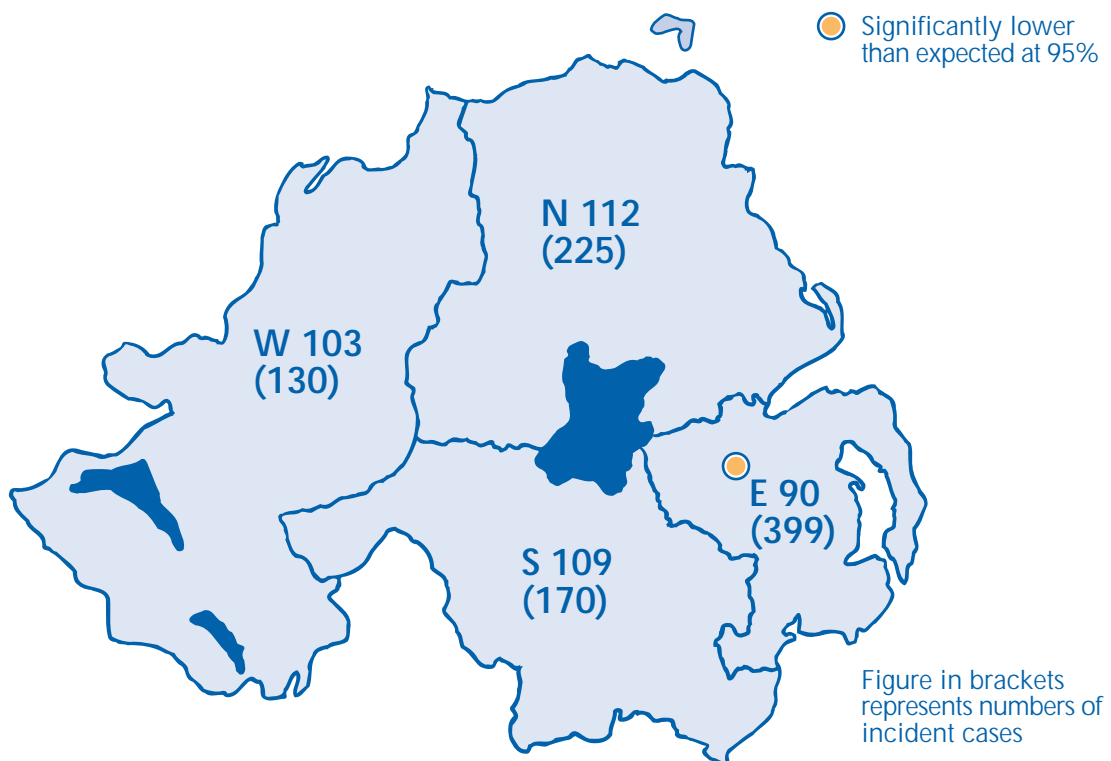 Significantly lower
than expected at 95%
N 112
(225)
W 103
(130)
E 90
(399)
S 109
(170)
Figure in brackets
represents numbers of
incident cases